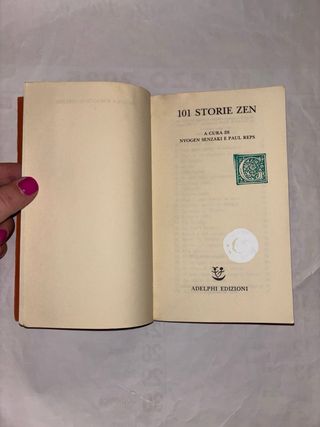 101 STORIE ZEN
A CURA DI
NYOGEN SENZAKI E PAUL REPS
ADELPHI EDIZIONI